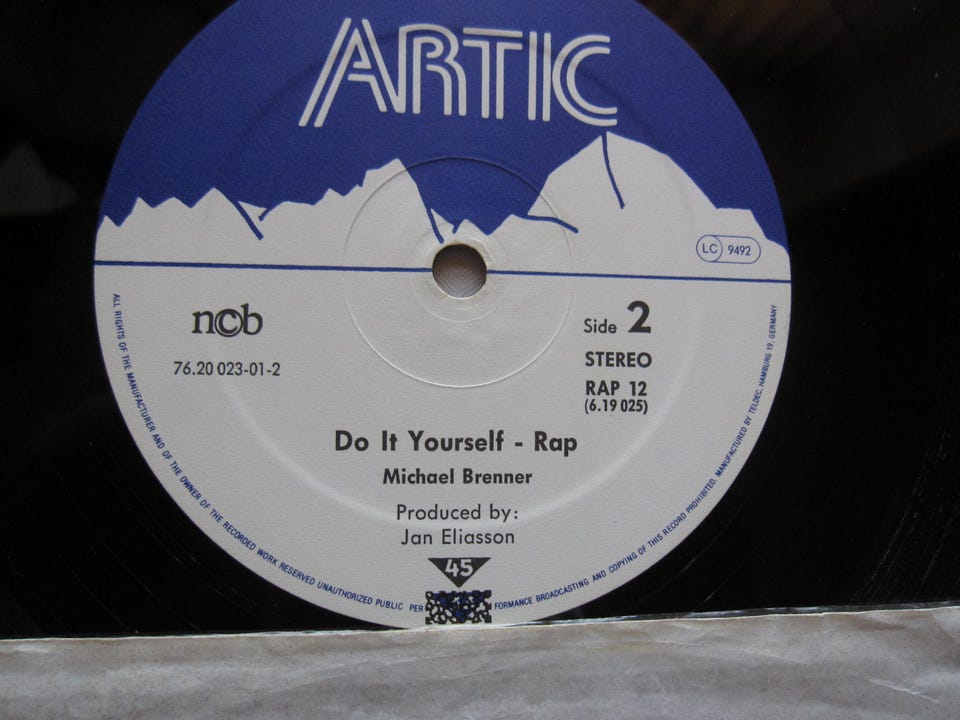 ARTIC
LC 9492
ncb
76.20 023-01-2
Side 2
STEREO
RAP 12
(6.19 025)
Do It Yourself - Rap
Michael Brenner
Produced by:
Jan Eliasson
45
ALL RIGHTS OF THE MANUFACTURER AND OF THE OWNER OF THE RECORDED WORK RESERVED UNAUTHORIZED PUBLIC PER FORMANCE BROADCASTING AND COPYING OF THIS RECORD PROHIBITED. MANUFACTURED BY TELDEC, HAMBURG 19, GERMANY